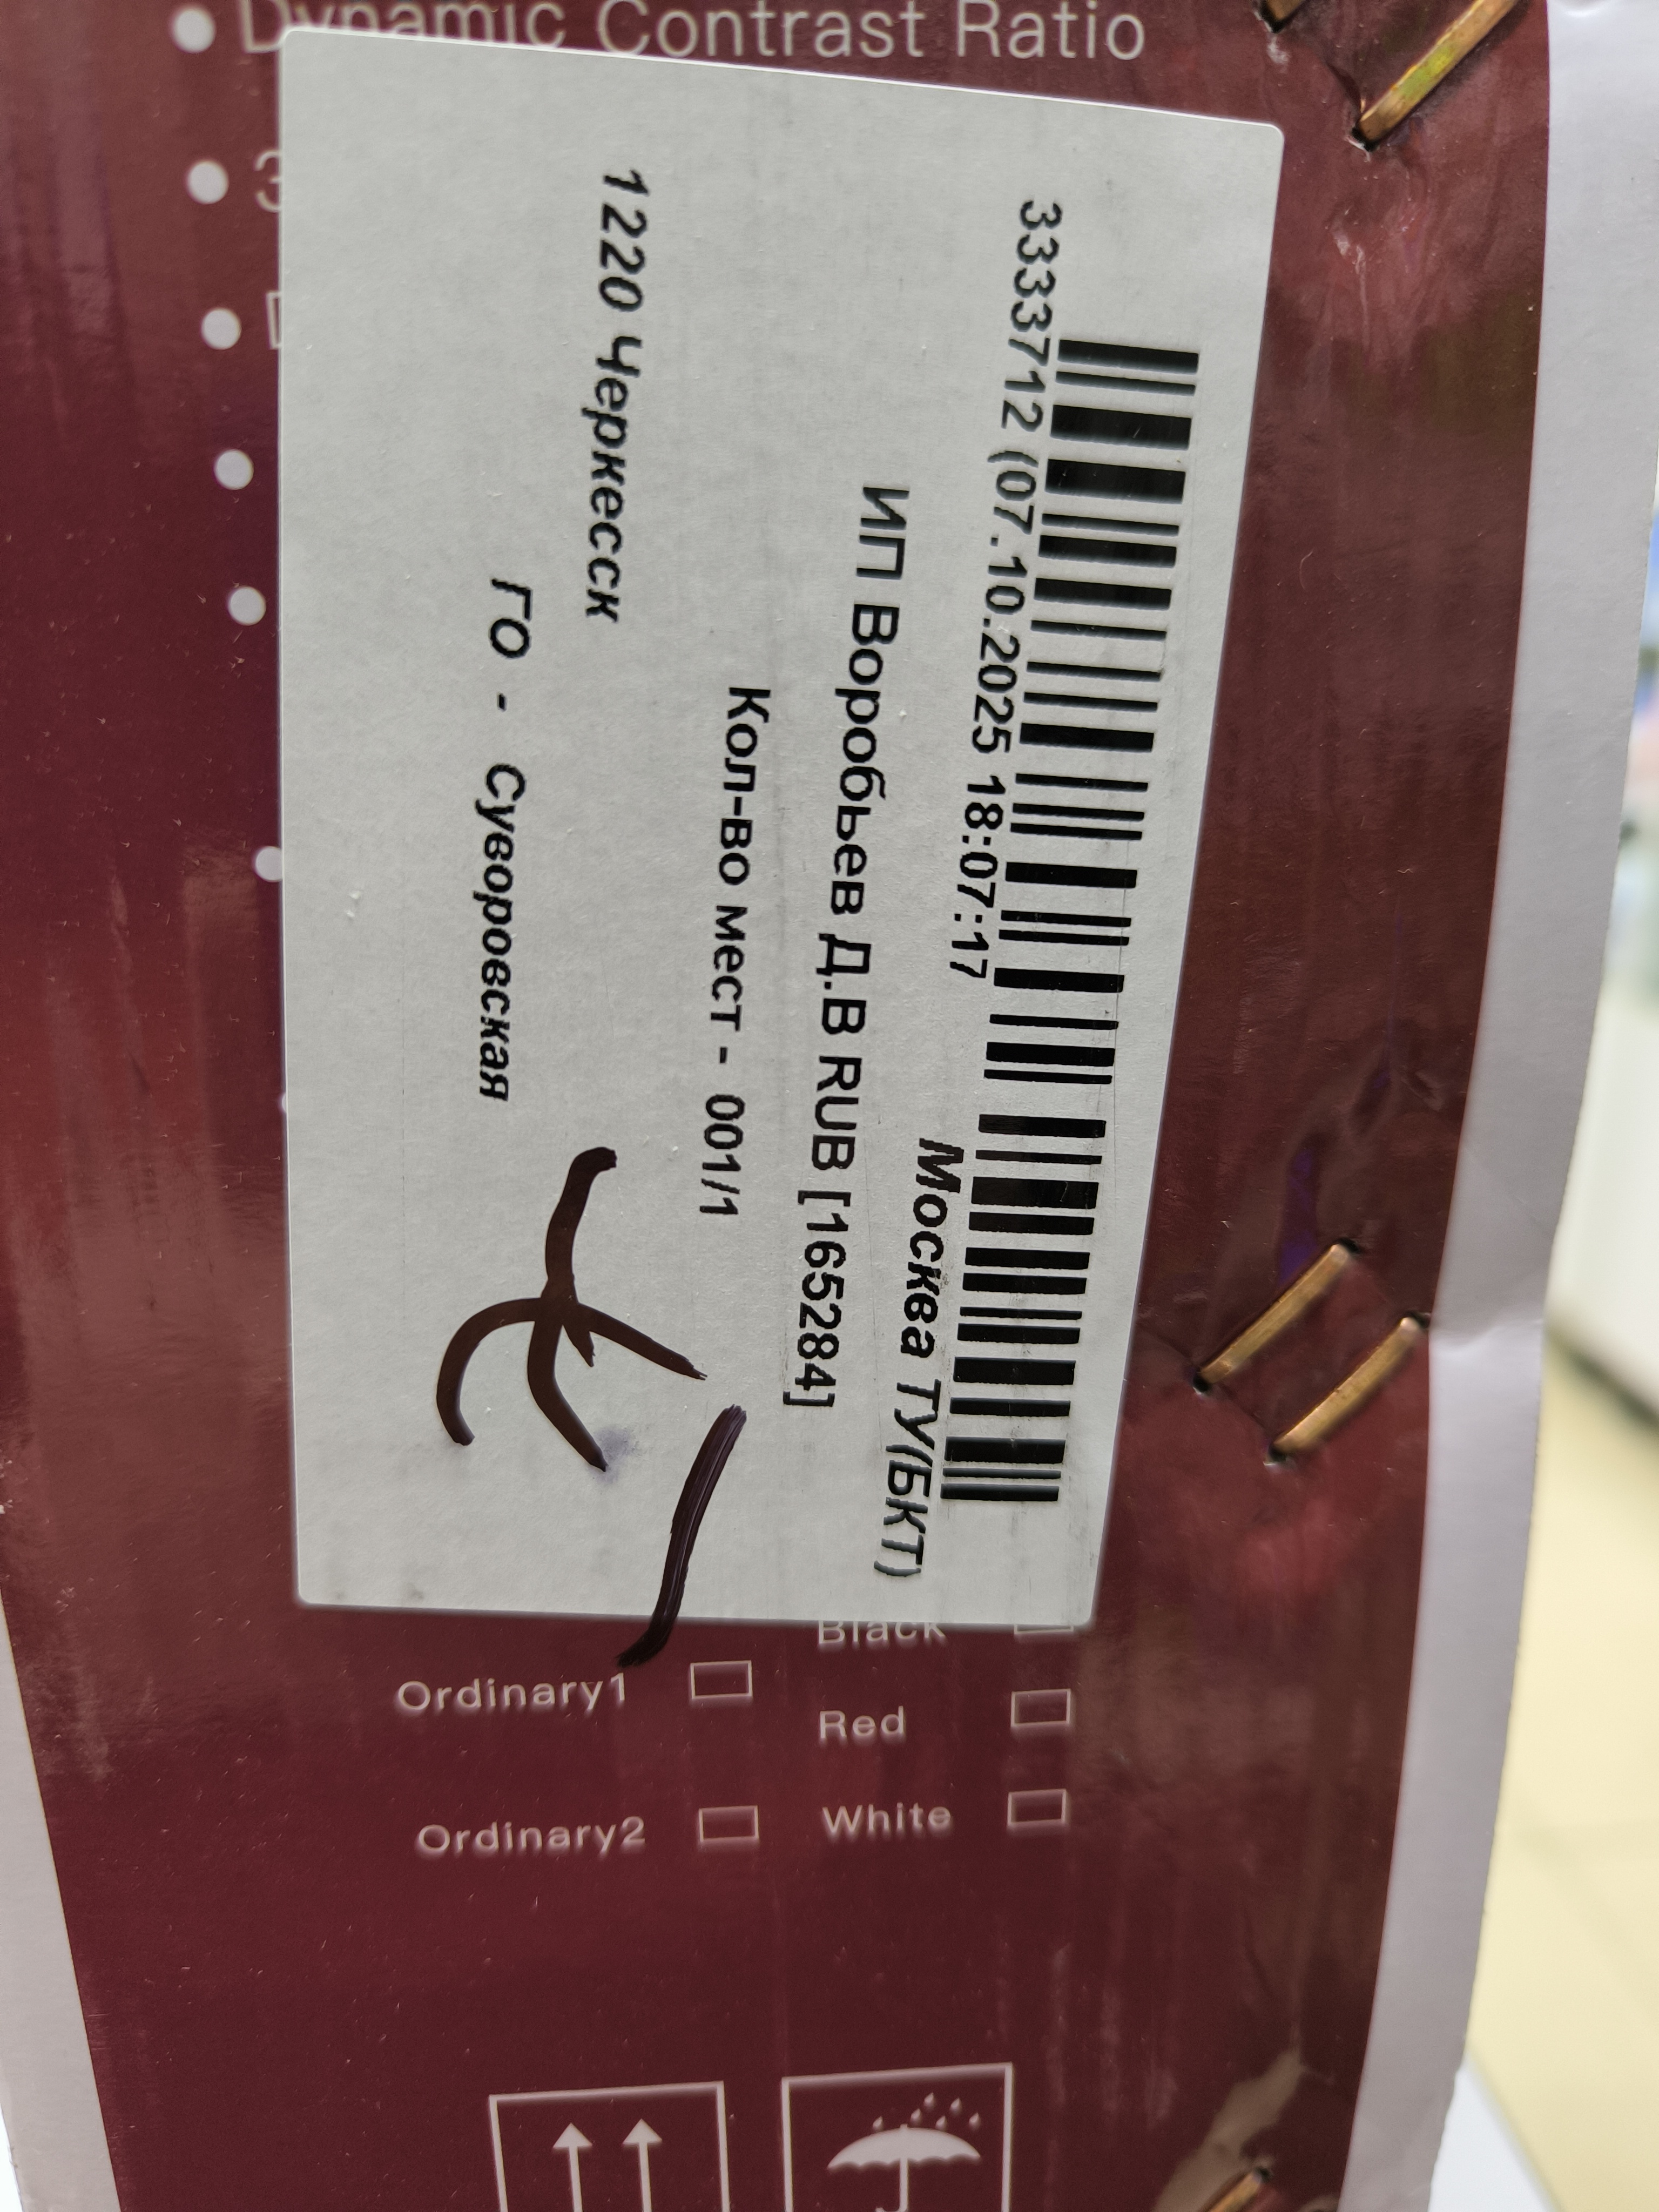 Dynamic Contrast Ratio
3333712 (07.10.2025 18:07:17
Москва ТУ(БКТ)
ИП Воробьев Д.В RUB [165284]
Кол-во мест - 001/1
1220 Черкесск
ГО - Суворовская
Black
Ordinary1
Red
Ordinary2
White